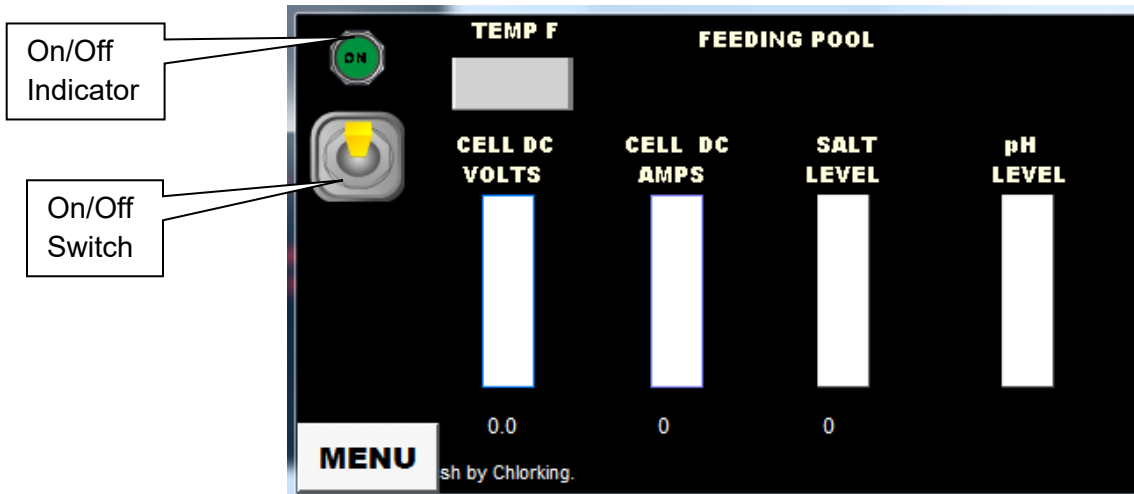 On/Off
Indicator
ON
TEMP F
FEEDING POOL
On/Off
Switch
CELL DC
VOLTS
CELL DC
AMPS
SALT
LEVEL
pH
LEVEL
0.0
0
0
MENU
sh by Chlorking.